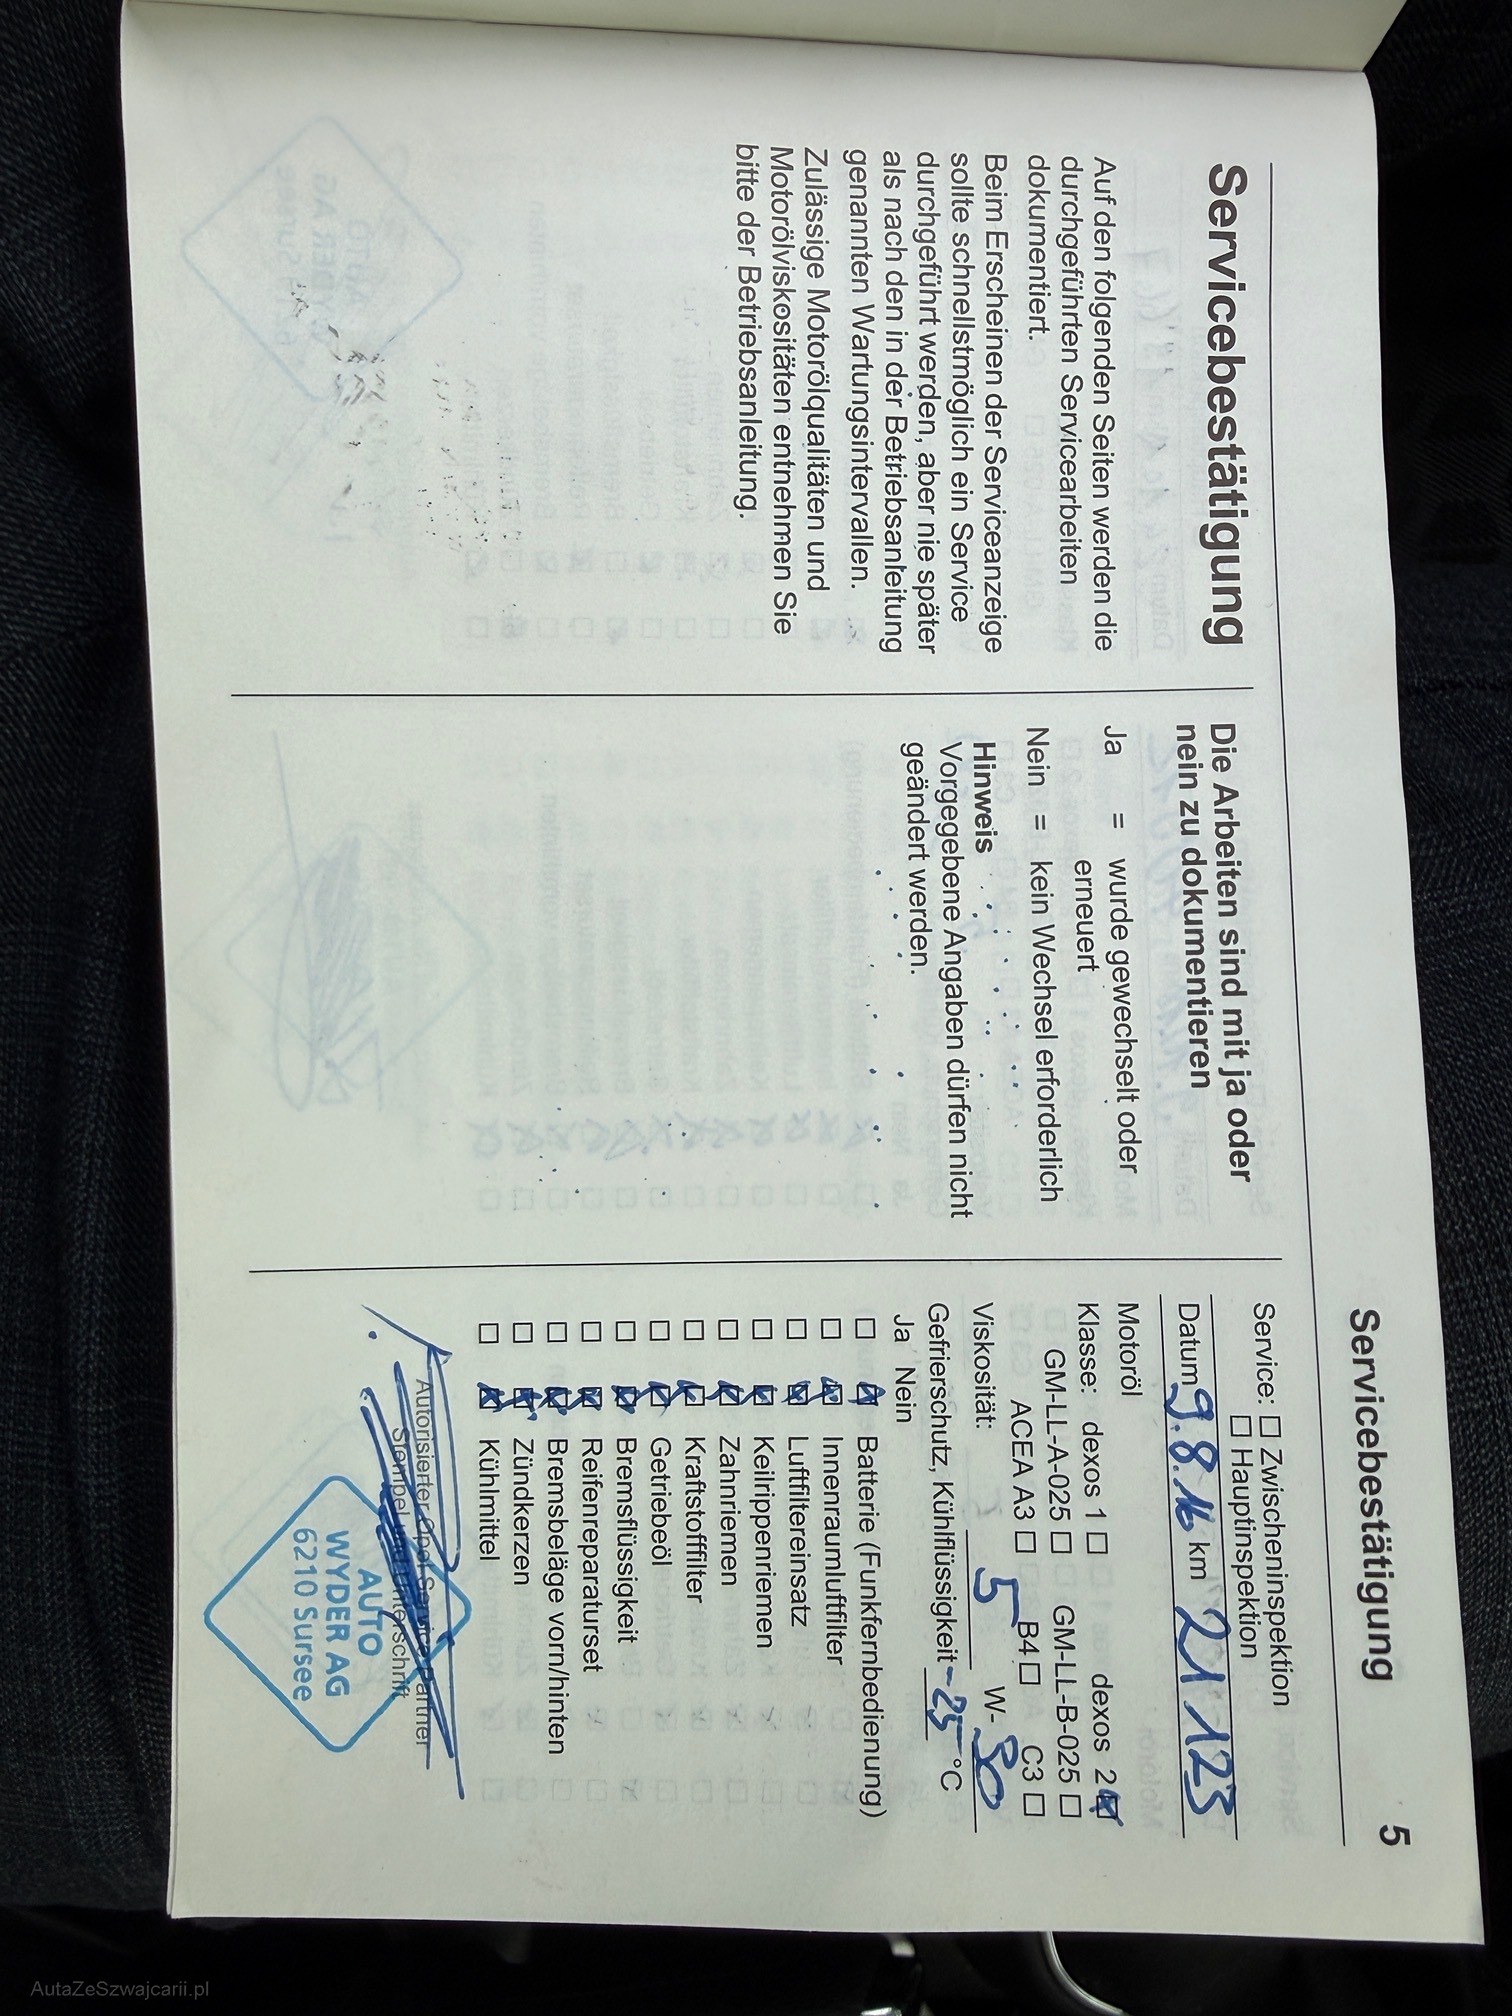 Servicebestätigung
5
Servicebestätigung
Auf den folgenden Seiten werden die
durchgeführten Servicearbeiten
dokumentiert.
Beim Erscheinen der Serviceanzeige
sollte schnellstmöglich ein Service
durchgeführt werden, aber nie später
als nach den in der Betriebsanleitung
genannten Wartungsintervallen.
Zulässige Motorölqualitäten und
Motorölviskositäten entnehmen Sie
bitte der Betriebsanleitung.
Die Arbeiten sind mit ja oder
nein zu dokumentieren
Ja = wurde gewechselt oder
erneuert
Nein = kein Wechsel erforderlich
Hinweis
Vorgegebene Angaben dürfen nicht
geändert werden.
Service: ☐ Zwischeninspektion
☐ Hauptinspektion
Datum 9.8.16 km 21 123
Motoröl
Klasse: dexos 1 ☐ dexos 2 ☒
GM-LL-A-025 ☐ GM-LL-B-025 ☐
ACEA A3 ☐ B4 ☐ C3 ☐
Viskosität: 5 W- 30
Gefrierschutz, Kühlflüssigkeit -25 °C
Ja Nein
☐ ☒ Batterie (Funkfernbedienung)
☐ ☒ Innenraumluftfilter
☐ ☒ Luftfiltereinsatz
☐ ☒ Keilrippenriemen
☐ ☒ Zahnriemen
☐ ☒ Kraftstofffilter
☐ ☒ Getriebeöl
☐ ☒ Bremsflüssigkeit
☐ ☒ Reifenreparaturset
☐ ☒ Bremsbeläge vorn/hinten
☐ ☒ Zündkerzen
☐ ☒ Kühlmittel
Autorisierter Opel Service Partner
Stempel und Unterschrift
AUTO
WYDER AG
6210 Sursee
AutaZeSzwajcarii.pl